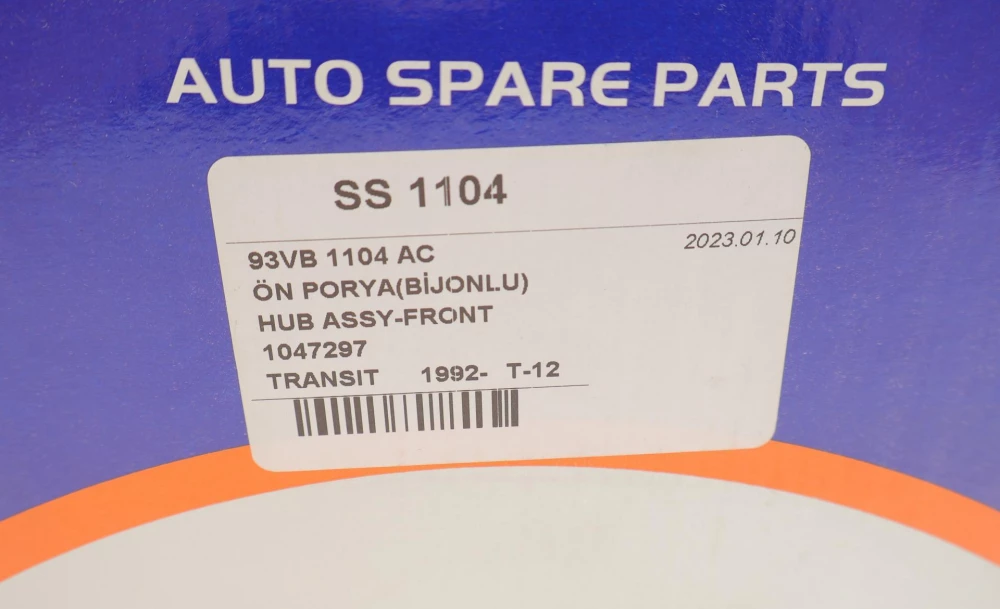 AUTO SPARE PARTS
SS 1104
2023.01.10
93VB 1104 AC
ÖN PORYA(BİJONLU)
HUB ASSY-FRONT
1047297
TRANSIT 1992- T-12